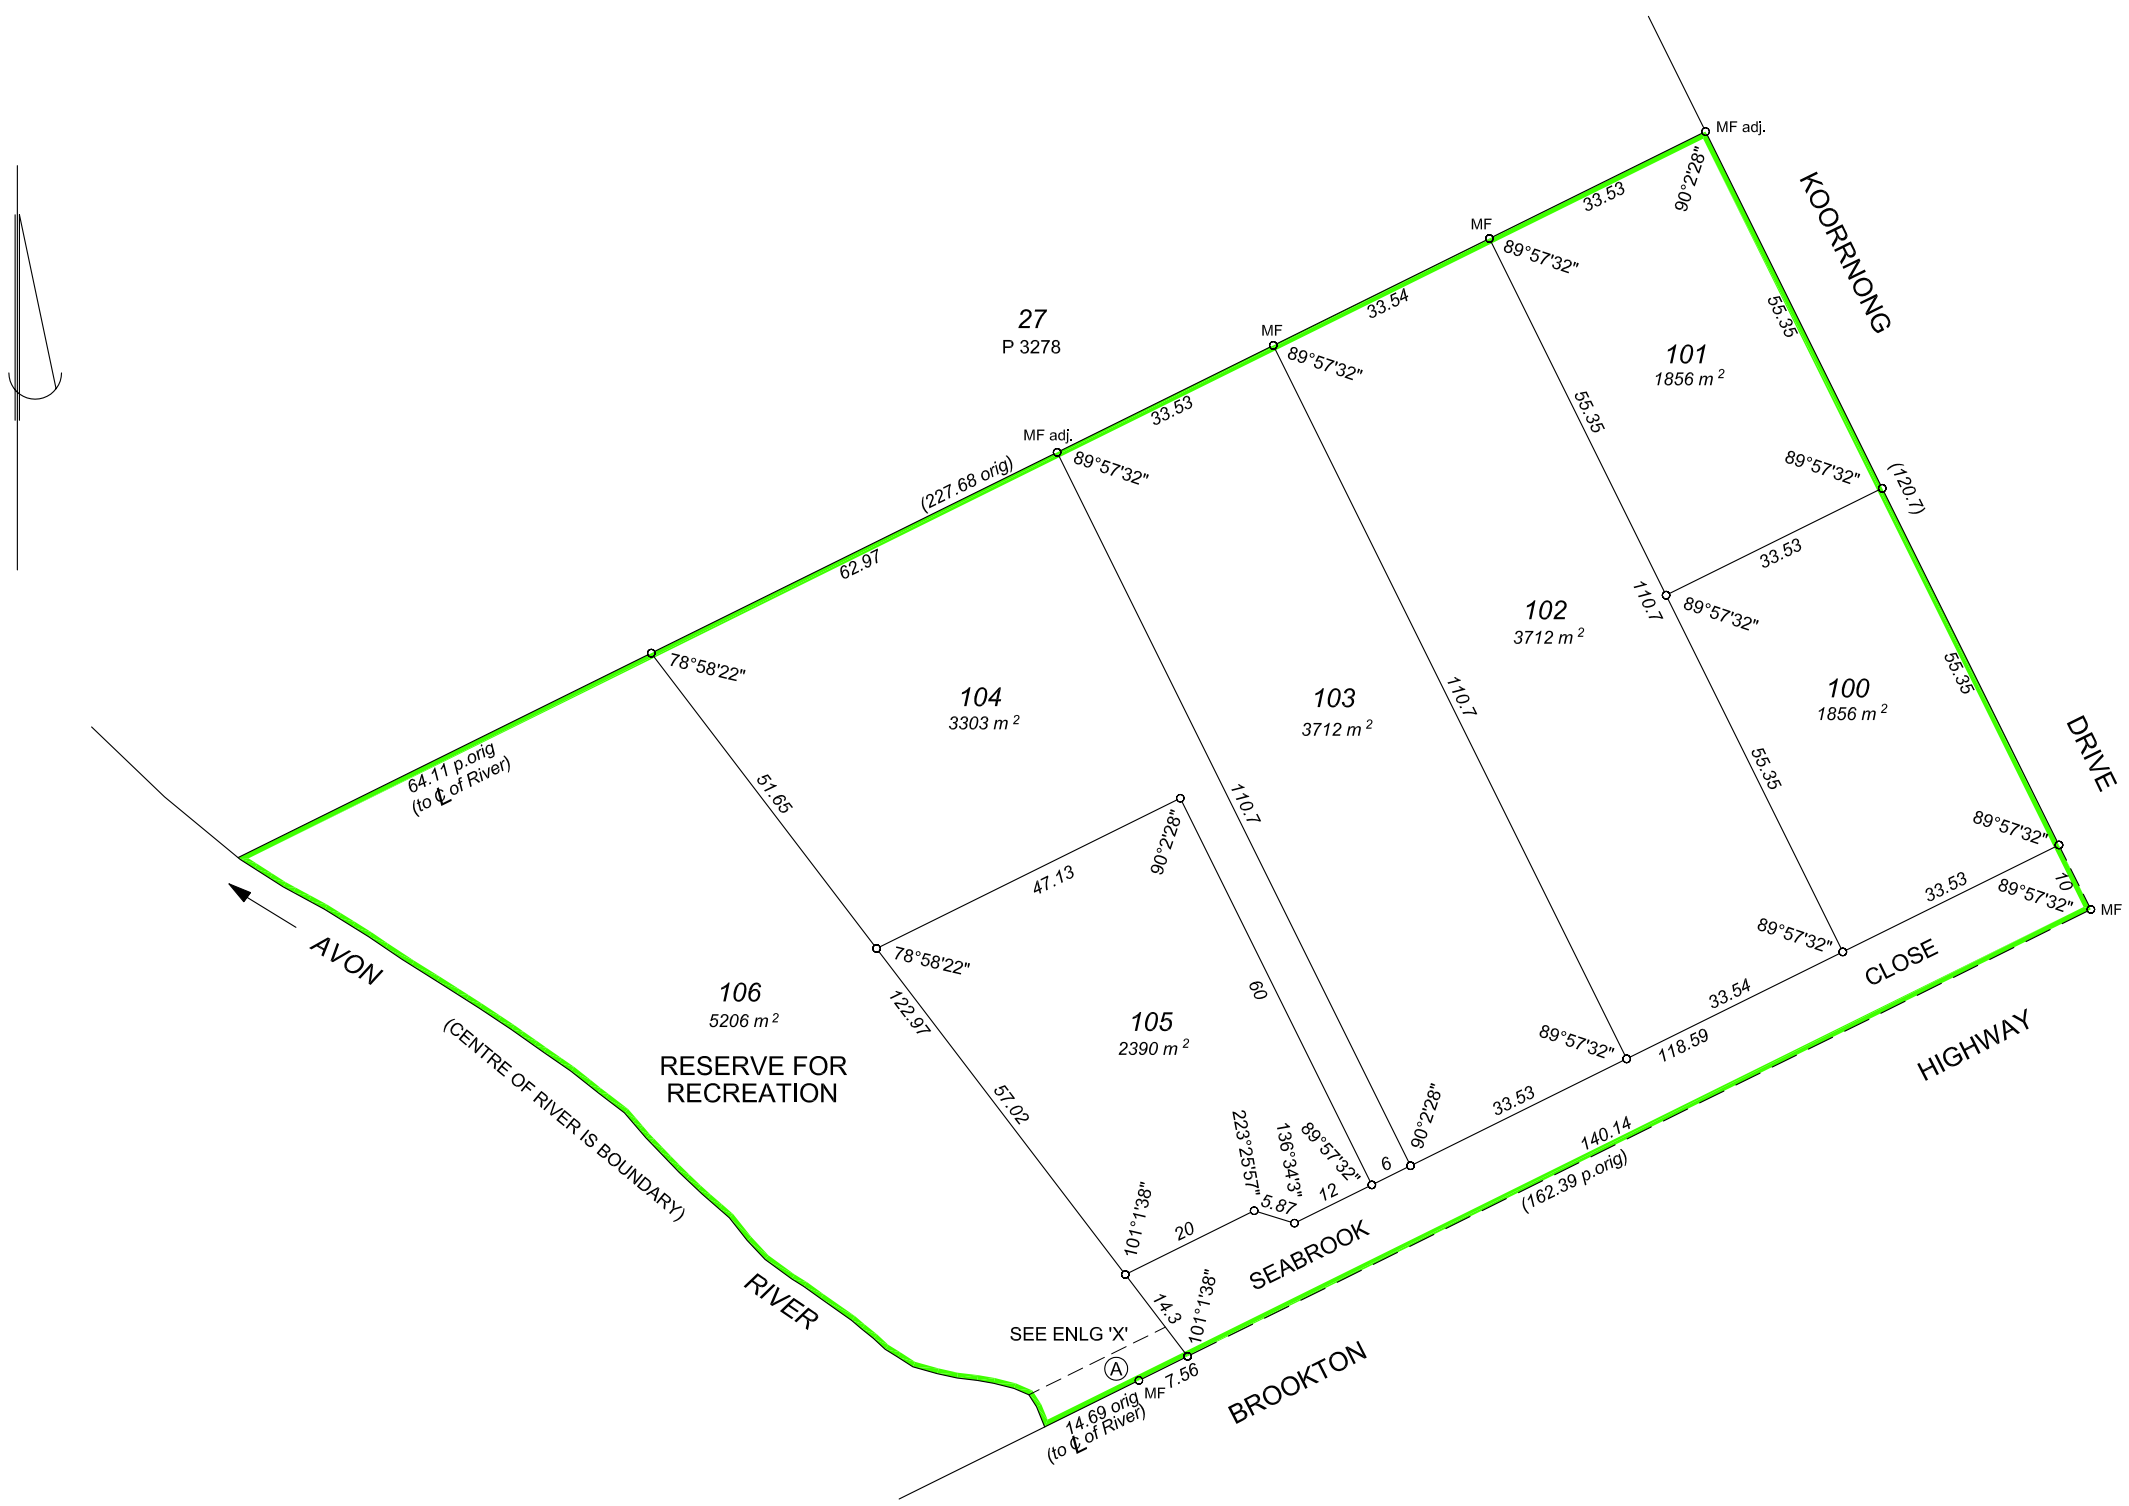 MF adj.
90°2'28"
33.53
KOORRNONG
DRIVE
MF
89°57'32"
33.54
55.35
101
1856 m 2
27
P 3278
MF
89°57'32"
33.53
55.35
89°57'32"
(120.7)
MF adj.
89°57'32"
(227.68 orig)
62.97
33.53
110.7
89°57'32"
102
3712 m 2
55.35
100
1856 m 2
78°58'22"
104
3303 m 2
103
3712 m 2
110.7
55.35
64.11 p.orig
(to ℄ of River)
51.65
110.7
89°57'32"
10
89°57'32"
MF
90°2'28"
47.13
33.53
89°57'32"
CLOSE
AVON
78°58'22"
60
33.54
118.59
HIGHWAY
106
5206 m 2
RESERVE FOR
RECREATION
122.97
105
2390 m 2
89°57'32"
(CENTRE OF RIVER IS BOUNDARY)
57.02
33.53
90°2'28"
223°25'57"
136°34'3"
89°57'32"
6
12
5.87
20
140.14
(162.39 p.orig)
101°1'38"
SEABROOK
RIVER
14.3
101°1'38"
SEE ENLG 'X'
A
MF
7.56
BROOKTON
14.69 orig
(to ℄ of River)